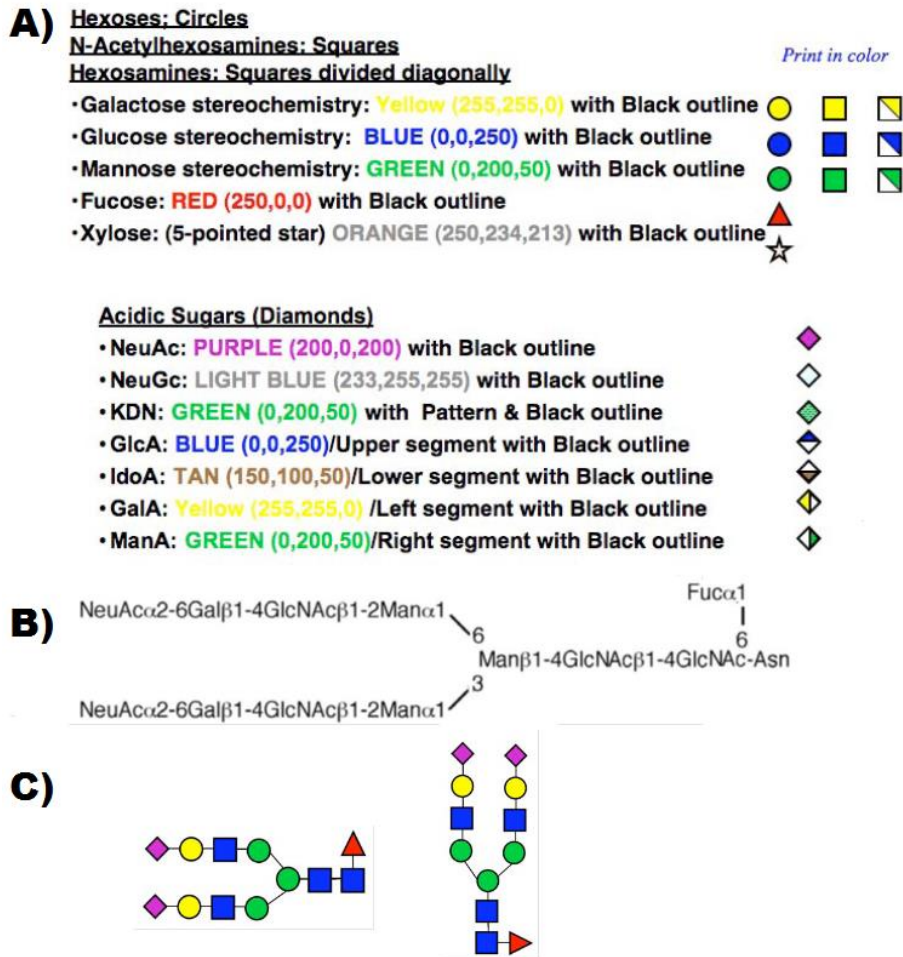 A)
Hexoses; Circles
N-Acetylhexosamines: Squares
Hexosamines: Squares divided diagonally
Print in color
·Galactose stereochemistry: Yellow (255,255,0) with Black outline
·Glucose stereochemistry: BLUE (0,0,250) with Black outline
·Mannose stereochemistry: GREEN (0,200,50) with Black outline
·Fucose: RED (250,0,0) with Black outline
·Xylose: (5-pointed star) ORANGE (250,234,213) with Black outline
Acidic Sugars (Diamonds)
·NeuAc: PURPLE (200,0,200) with Black outline
·NeuGc: LIGHT BLUE (233,255,255) with Black outline
·KDN: GREEN (0,200,50) with Pattern & Black outline
·GlcA: BLUE (0,0,250)/Upper segment with Black outline
·IdoA: TAN (150,100,50)/Lower segment with Black outline
·GalA: Yellow (255,255,0) /Left segment with Black outline
·ManA: GREEN (0,200,50)/Right segment with Black outline
B)
Fucα1
6
NeuAcα2-6Galβ1-4GlcNAcβ1-2Manα1
6
Manβ1-4GlcNAcβ1-4GlcNAc-Asn
3
NeuAcα2-6Galβ1-4GlcNAcβ1-2Manα1
C)